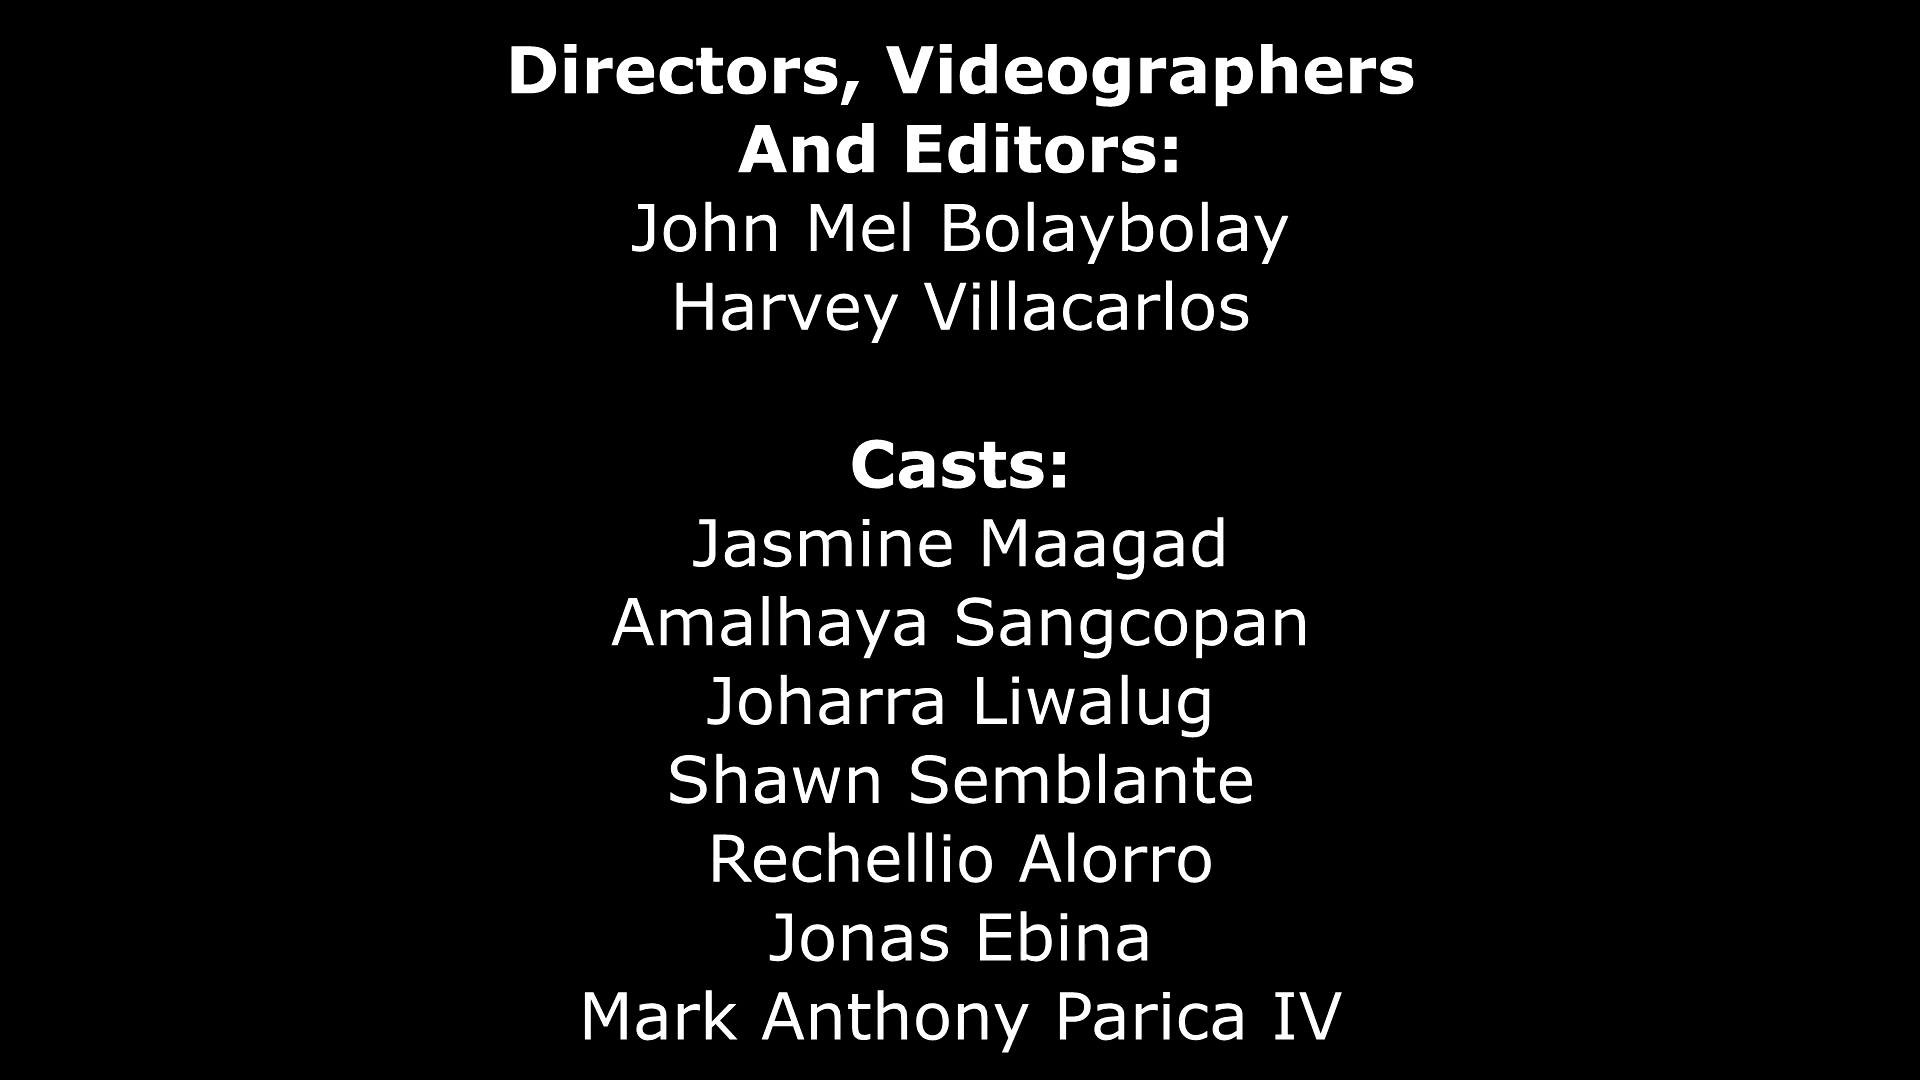 Directors, Videographers
And Editors:
John Mel Bolaybolay
Harvey Villacarlos
Casts:
Jasmine Maagad
Amalhaya Sangcopan
Joharra Liwalug
Shawn Semblante
Rechellio Alorro
Jonas Ebina
Mark Anthony Parica IV